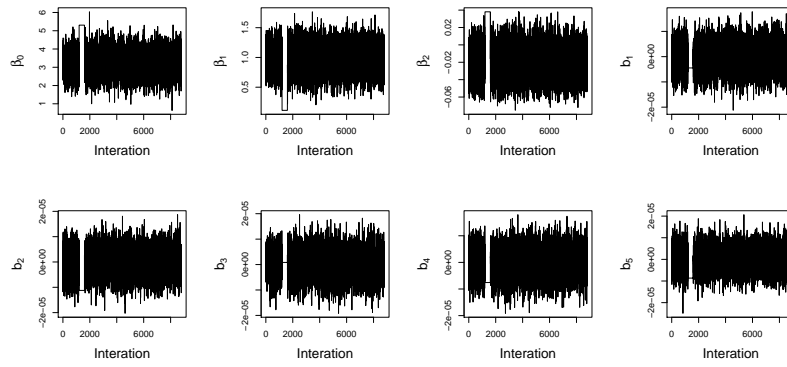 β0
1 2 3 4 5 6
0 2000 6000
Interation
β1
0.5 1.0 1.5
0 2000 6000
Interation
β2
-0.06 -0.02 0.02
0 2000 6000
Interation
b1
-2e-05 0e+00
0 2000 6000
Interation
b2
-2e-05 0e+00 2e-05
0 2000 6000
Interation
b3
-2e-05 0e+00 2e-05
0 2000 6000
Interation
b4
-2e-05 0e+00
0 2000 6000
Interation
b5
-2e-05 0e+00 2e-05
0 2000 6000
Interation